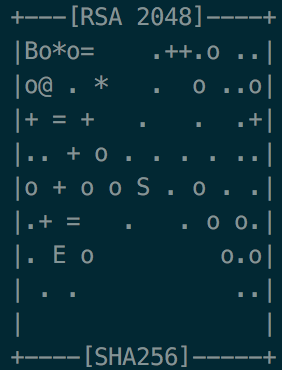 +---[RSA 2048]----+
|Bo*o=    .++.o ..|
|o@ . *   .  o ..o|
|+ = +   .   .  .+|
|.. + o . . . . ..|
|o + o o S . o . .|
|.+ =   .   . o o.|
|. E o         o.o|
| . .           ..|
|                 |
+----[SHA256]-----+